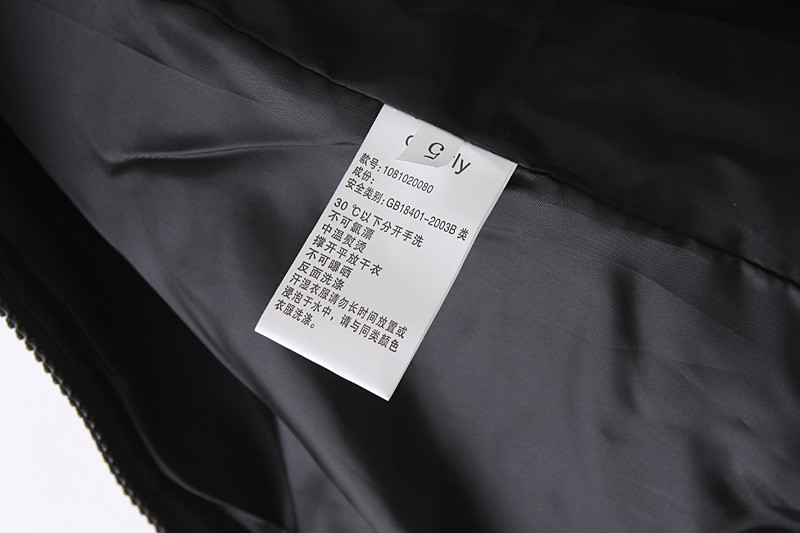 5
ly
款号:1081020080
成份:
安全类别:GB18401-2003B 类
30 ℃以下分开手洗
不可氯漂
中温熨烫
撑开平放干衣
不可曝晒
反面洗涤
汗湿衣服请勿长时间放置或
浸泡于水中，请与同类颜色
衣服洗涤。